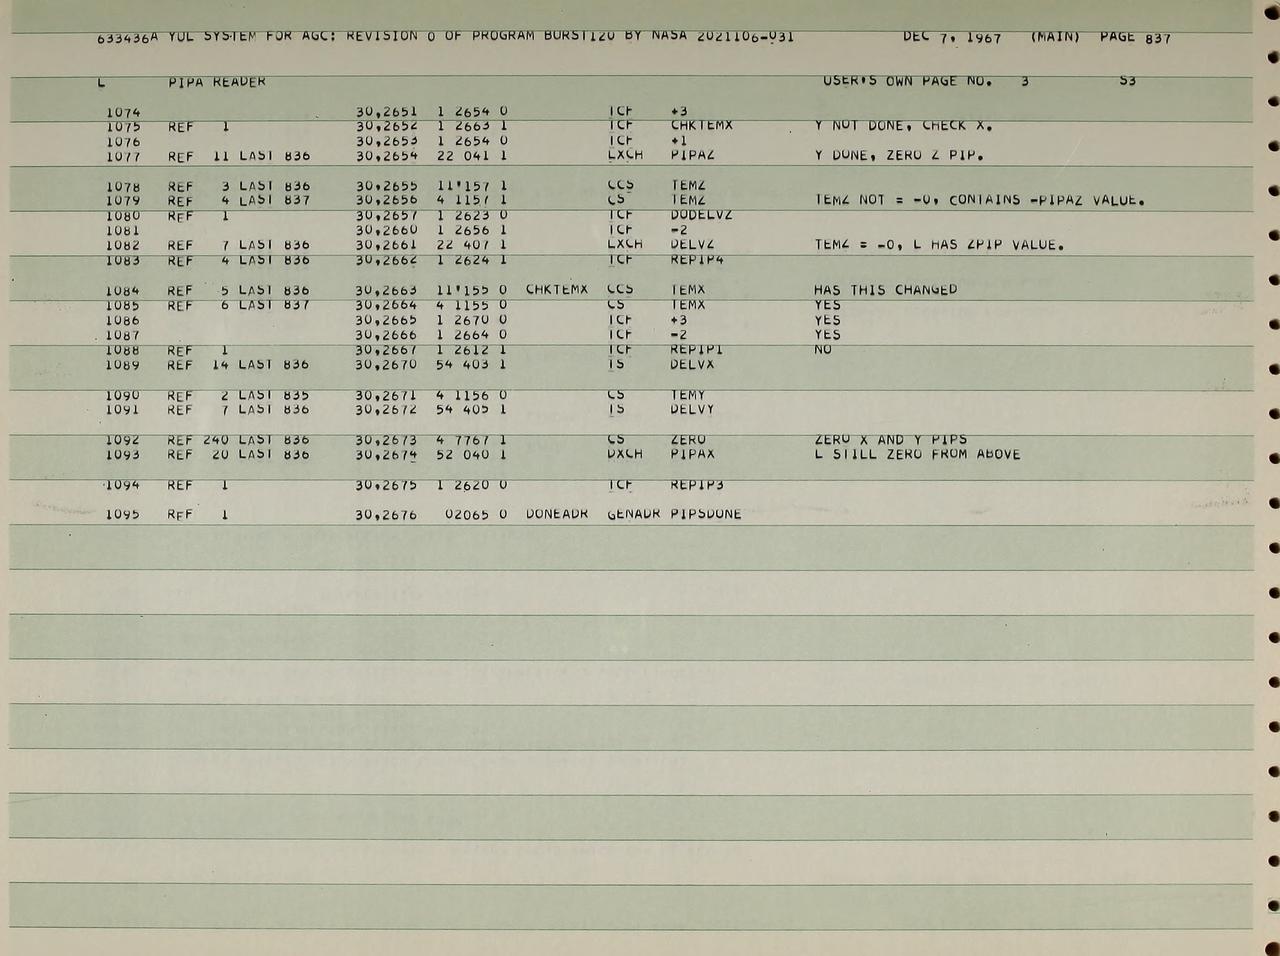 633436A YUL SYSTEM FOR AGC: REVISION 0 OF PROGRAM BURST120 BY NASA 2021106-031 DEC 7, 1967 (MAIN) PAGE 837
L PIPA READER USER'S OWN PAGE NO. 3 S3
1074 30,2651 1 2654 0 TCF +3
1075 REF 1 30,2652 1 2663 1 TCF CHKTEMX Y NOT DONE, CHECK X.
1076 30,2653 1 2654 0 TCF +1
1077 REF 11 LAST 836 30,2654 22 041 1 LXCH PIPAZ Y DONE, ZERO Z PIP.
1078 REF 3 LAST 836 30,2655 11'157 1 CCS TEMZ
1079 REF 4 LAST 837 30,2656 4 1157 1 CS TEMZ TEMZ NOT = -0, CONTAINS -PIPAZ VALUE.
1080 REF 1 30,2657 1 2623 0 TCF DODELVZ
1081 30,2660 1 2656 1 TCF -2
1082 REF 7 LAST 836 30,2661 22 407 1 LXCH DELVZ TEMZ = -0, L HAS ZPIP VALUE.
1083 REF 4 LAST 836 30,2662 1 2624 1 TCF REPIP4
1084 REF 5 LAST 836 30,2663 11'155 0 CHKTEMX CCS TEMX HAS THIS CHANGED
1085 REF 6 LAST 837 30,2664 4 1155 0 CS TEMX YES
1086 30,2665 1 2670 0 TCF +3 YES
1087 30,2666 1 2664 0 TCF -2 YES
1088 REF 1 30,2667 1 2612 1 TCF REPIP1 NO
1089 REF 14 LAST 836 30,2670 54 403 1 TS DELVX
1090 REF 2 LAST 835 30,2671 4 1156 0 CS TEMY
1091 REF 7 LAST 836 30,2672 54 405 1 TS DELVY
1092 REF 240 LAST 836 30,2673 4 7767 1 CS ZERO ZERO X AND Y PIPS
1093 REF 20 LAST 836 30,2674 52 040 1 DXCH PIPAX L STILL ZERO FROM ABOVE
1094 REF 1 30,2675 1 2620 0 TCF REPIP3
1095 REF 1 30,2676 02065 0 DONEADR GENADR PIPSDONE